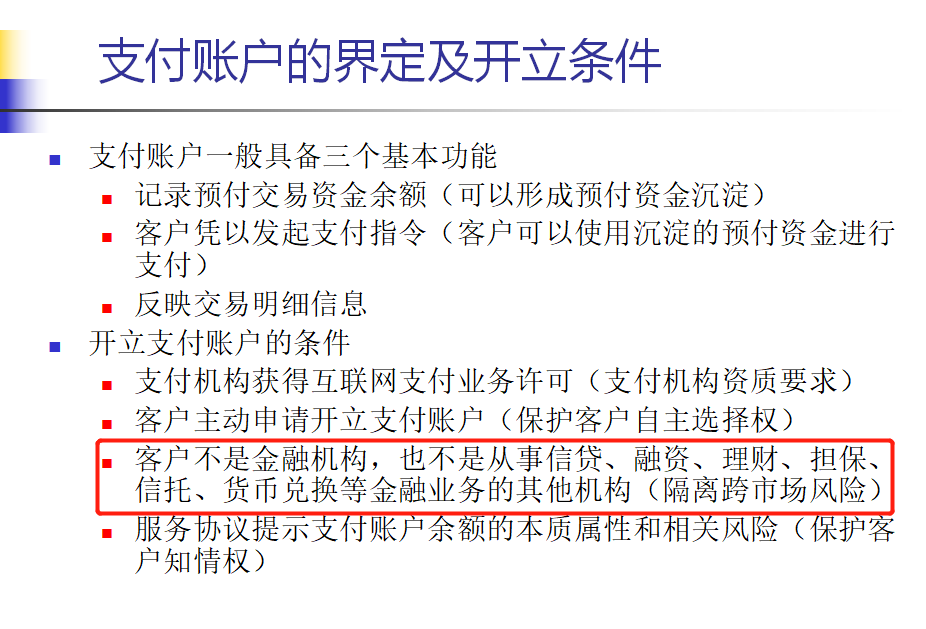 支付账户的界定及开立条件
支付账户一般具备三个基本功能
记录预付交易资金余额（可以形成预付资金沉淀）
客户凭以发起支付指令（客户可以使用沉淀的预付资金进行
支付）
反映交易明细信息
开立支付账户的条件
支付机构获得互联网支付业务许可（支付机构资质要求）
客户主动申请开立支付账户（保护客户自主选择权）
客户不是金融机构，也不是从事信贷、融资、理财、担保、
信托、货币兑换等金融业务的其他机构（隔离跨市场风险）
服务协议提示支付账户余额的本质属性和相关风险（保护客
户知情权）